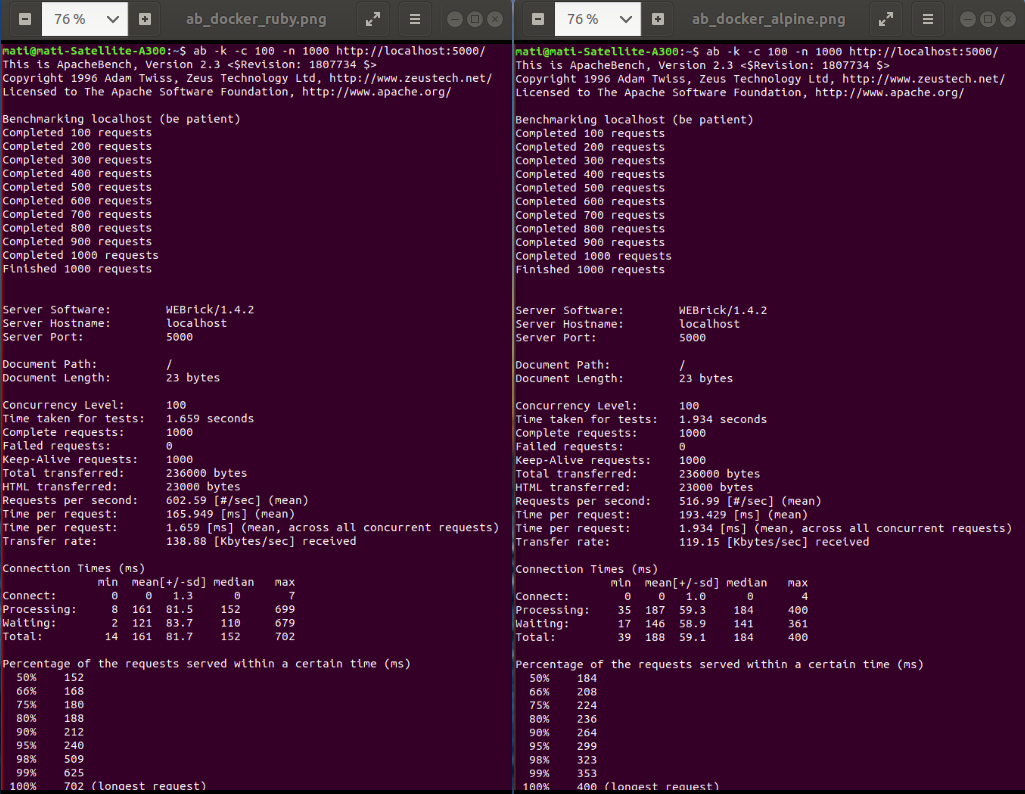 76 %
ab_docker_ruby.png
mati@mati-Satellite-A300:~$ ab -k -c 100 -n 1000 http://localhost:5000/
This is ApacheBench, Version 2.3 <$Revision: 1807734 $>
Copyright 1996 Adam Twiss, Zeus Technology Ltd, http://www.zeustech.net/
Licensed to The Apache Software Foundation, http://www.apache.org/
Benchmarking localhost (be patient)
Completed 100 requests
Completed 200 requests
Completed 300 requests
Completed 400 requests
Completed 500 requests
Completed 600 requests
Completed 700 requests
Completed 800 requests
Completed 900 requests
Completed 1000 requests
Finished 1000 requests
Server Software: WEBrick/1.4.2
Server Hostname: localhost
Server Port: 5000
Document Path: /
Document Length: 23 bytes
Concurrency Level: 100
Time taken for tests: 1.659 seconds
Complete requests: 1000
Failed requests: 0
Keep-Alive requests: 1000
Total transferred: 236000 bytes
HTML transferred: 23000 bytes
Requests per second: 602.59 [#/sec] (mean)
Time per request: 165.949 [ms] (mean)
Time per request: 1.659 [ms] (mean, across all concurrent requests)
Transfer rate: 138.88 [Kbytes/sec] received
Connection Times (ms)
min mean[+/-sd] median max
Connect: 0 0 1.3 0 7
Processing: 8 161 81.5 152 699
Waiting: 2 121 83.7 110 679
Total: 14 161 81.7 152 702
Percentage of the requests served within a certain time (ms)
50% 152
66% 168
75% 180
80% 188
90% 212
95% 240
98% 509
99% 625
100% 702 (longest request)
76 %
ab_docker_alpine.png
mati@mati-Satellite-A300:~$ ab -k -c 100 -n 1000 http://localhost:5000/
This is ApacheBench, Version 2.3 <$Revision: 1807734 $>
Copyright 1996 Adam Twiss, Zeus Technology Ltd, http://www.zeustech.net/
Licensed to The Apache Software Foundation, http://www.apache.org/
Benchmarking localhost (be patient)
Completed 100 requests
Completed 200 requests
Completed 300 requests
Completed 400 requests
Completed 500 requests
Completed 600 requests
Completed 700 requests
Completed 800 requests
Completed 900 requests
Completed 1000 requests
Finished 1000 requests
Server Software: WEBrick/1.4.2
Server Hostname: localhost
Server Port: 5000
Document Path: /
Document Length: 23 bytes
Concurrency Level: 100
Time taken for tests: 1.934 seconds
Complete requests: 1000
Failed requests: 0
Keep-Alive requests: 1000
Total transferred: 236000 bytes
HTML transferred: 23000 bytes
Requests per second: 516.99 [#/sec] (mean)
Time per request: 193.429 [ms] (mean)
Time per request: 1.934 [ms] (mean, across all concurrent requests)
Transfer rate: 119.15 [Kbytes/sec] received
Connection Times (ms)
min mean[+/-sd] median max
Connect: 0 0 1.0 0 4
Processing: 35 187 59.3 184 400
Waiting: 17 146 58.9 141 361
Total: 39 188 59.1 184 400
Percentage of the requests served within a certain time (ms)
50% 184
66% 208
75% 224
80% 236
90% 264
95% 299
98% 323
99% 353
100% 400 (longest request)